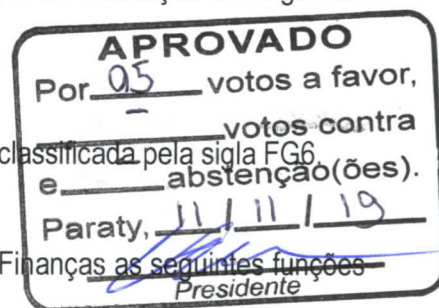 APROVADO
Por 05 votos a favor,
- votos contra
classificada pela sigla FG6.
e - abstenção(ões).
Paraty, 11 / 11 / 19
Finanças as seguintes funções
Presidente